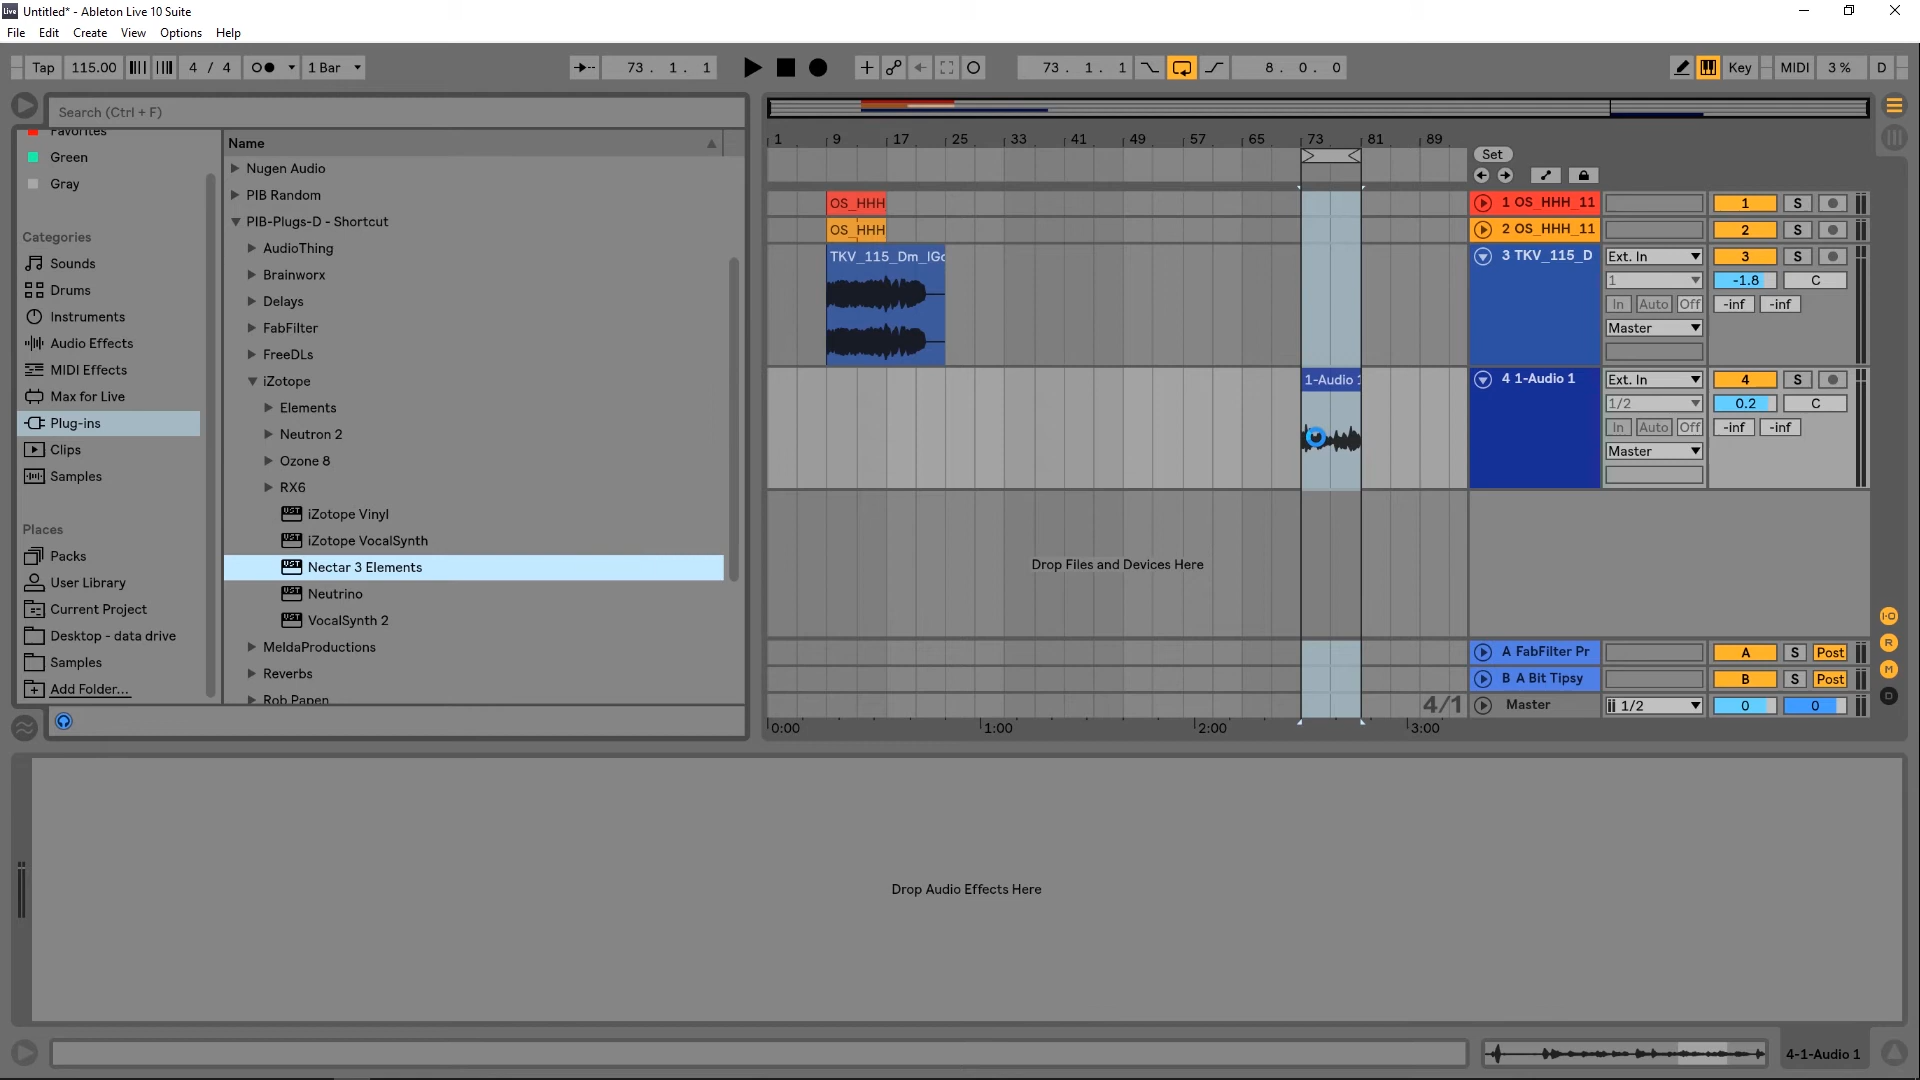 Untitled* - Ableton Live 10 Suite
File Edit Create View Options Help
Tap 115.00 4 / 4 1 Bar 73. 1. 1 73. 1. 1 8. 0. 0 Key MIDI 3 % D
Search (Ctrl + F)
Favorites
Green
Gray
Categories
Sounds
Drums
Instruments
Audio Effects
MIDI Effects
Max for Live
Plug-ins
Clips
Samples
Places
Packs
User Library
Current Project
Desktop - data drive
Samples
Add Folder...
Name
Nugen Audio
PIB Random
PIB-Plugs-D - Shortcut
AudioThing
Brainworx
Delays
FabFilter
FreeDLs
iZotope
Elements
Neutron 2
Ozone 8
RX6
VST iZotope Vinyl
VST iZotope VocalSynth
VST Nectar 3 Elements
VST Neutrino
VST VocalSynth 2
MeldaProductions
Reverbs
Rob Papen
1 9 17 25 33 41 49 57 65 73 81 89
Set
OS_HHH
OS_HHH
TKV_115_Dm_IGo
1-Audio 1
Drop Files and Devices Here
4/1
0:00 1:00 2:00 3:00
1 OS_HHH_11 1 S
2 OS_HHH_11 2 S
3 TKV_115_D Ext. In 3 S
1 -1.8 C
In Auto Off -inf -inf
Master
4 1-Audio 1 Ext. In 4 S
1/2 0.2 C
In Auto Off -inf -inf
Master
A FabFilter Pr A S Post
B A Bit Tipsy B S Post
Master 1/2 0 0
I·O
R
M
D
Drop Audio Effects Here
4-1-Audio 1